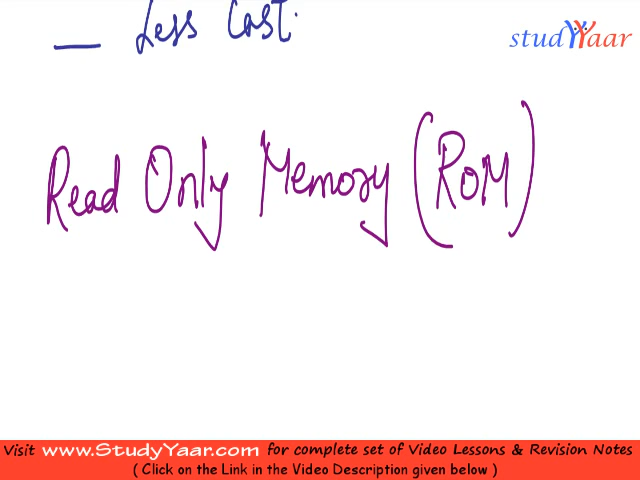 — Less Cost.
studYYaar
Read Only Memory (ROM)
Visit www.StudyYaar.com for complete set of Video Lessons & Revision Notes
( Click on the Link in the Video Description given below )